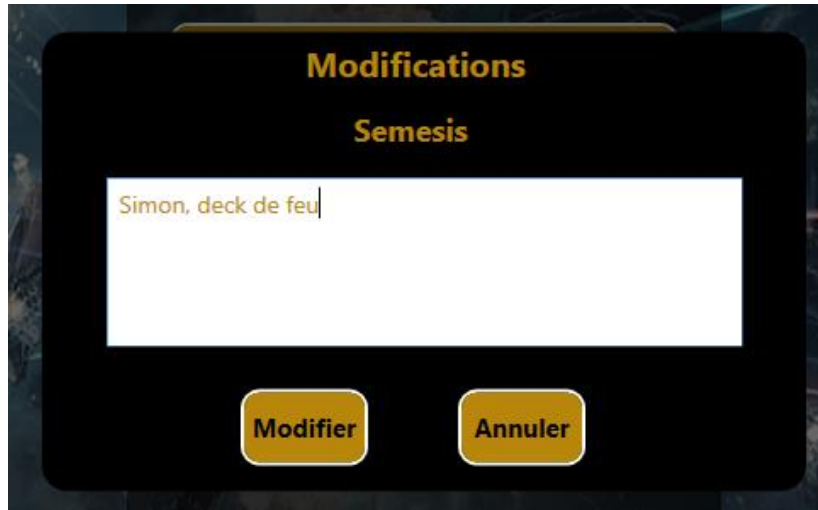 Modifications
Semesis
Simon, deck de feu
Modifier
Annuler